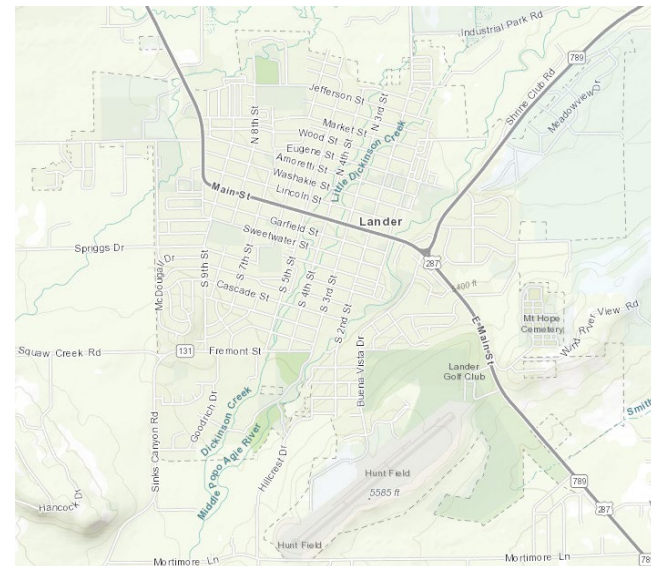 Industrial Park Rd
789
Jefferson St
N 3rd St
Shrine Club Rd
Meadowview Dr
N 8th St
Market St
Wood St
Eugene St
N 4th St
Little Dickinson Creek
Amoretti St
Washakie St
Main St
Lincoln St
Lander
Garfield St
Sweetwater St
Spriggs Dr
McDougall Dr
S 9th St
S 7th St
S 5th St
S 4th St
S 3rd St
287
5400 ft
Cascade St
S 2nd St
E Main St
Mt Hope
Cemetery
Wind River View Rd
Squaw Creek Rd
131
Fremont St
Buena Vista Dr
Lander
Golf Club
Goodrich Dr
Dickinson Creek
Smith
Sinks Canyon Rd
Middle Popo Agie River
Hillcrest Dr
Hunt Field
5585 ft
789
287
Hancock Dr
Hunt Field
Mortimore Ln
Mortimore Ln
789